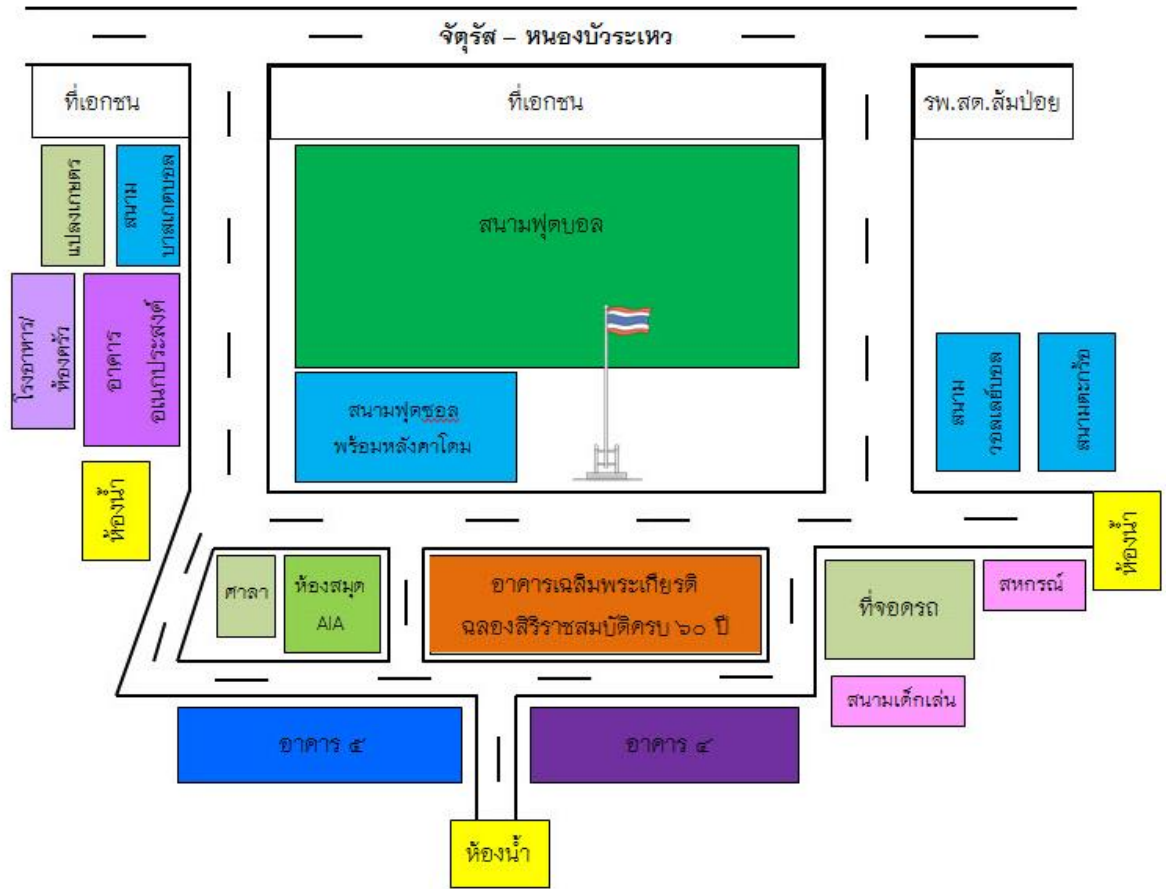 จัตุรัส – หนองบัวระเหว
ที่เอกชน
ที่เอกชน
รพ.สต.ส้มป่อย
แปลงเกษตร
สนาม
บาสเกตบอล
สนามฟุตบอล
โรงอาหาร/
ห้องครัว
อาคาร
อเนกประสงค์
สนามฟุตซอล
พร้อมหลังคาโดม
สนาม
วอลเลย์บอล
สนามตะกร้อ
ห้องน้ำ
ห้องน้ำ
ศาลา
ห้องสมุด
AIA
อาคารเฉลิมพระเกียรติ
ฉลองสิริราชสมบัติครบ ๖๐ ปี
ที่จอดรถ
สหกรณ์
สนามเด็กเล่น
อาคาร ๕
อาคาร ๔
ห้องน้ำ